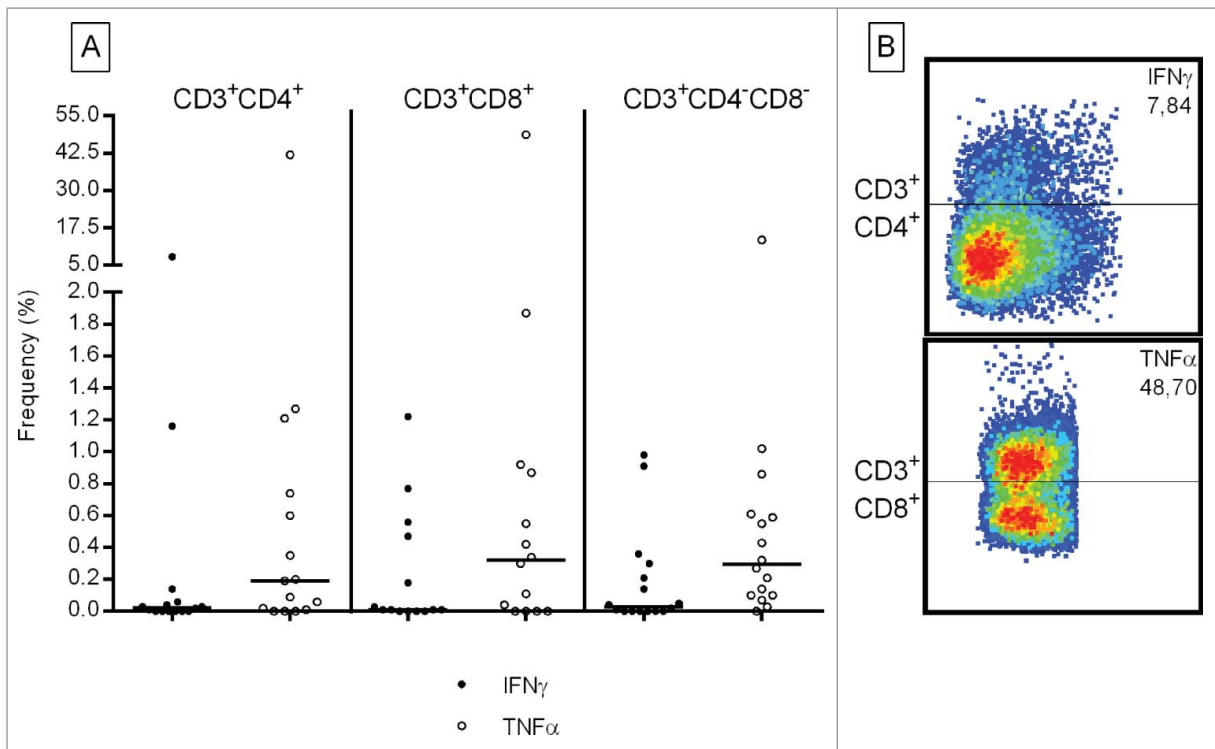 A
CD3⁺CD4⁺
CD3⁺CD8⁺
CD3⁺CD4⁻CD8⁻
55.0
42.5
30.0
17.5
5.0
2.0
1.8
1.6
1.4
1.2
1.0
0.8
0.6
0.4
0.2
0.0
Frequency (%)
IFNγ
TNFα
B
IFNγ
7,84
CD3⁺
CD4⁺
TNFα
48,70
CD3⁺
CD8⁺